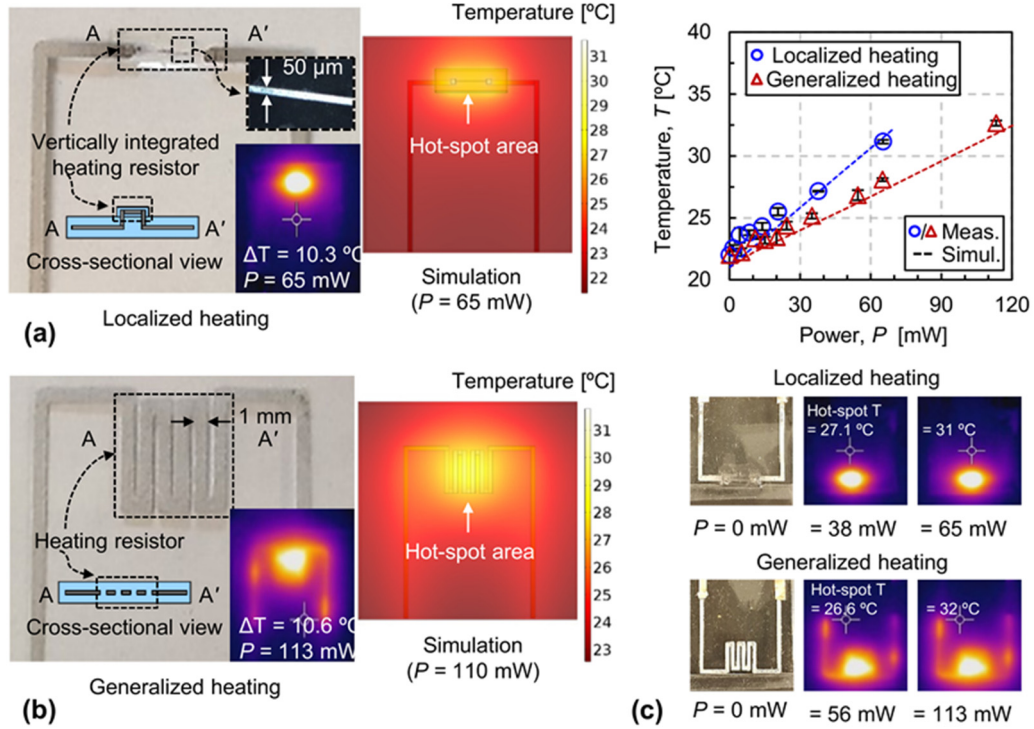 Temperature [ºC]
A
A′
50 µm
Vertically integrated
heating resistor
A
A′
Cross-sectional view
ΔT = 10.3 ºC
P = 65 mW
Hot-spot area
31
30
29
28
27
26
25
24
23
22
Simulation
(P = 65 mW)
(a)
Localized heating
Temperature, T [ºC]
40
35
30
25
20
Localized heating
Generalized heating
/ Meas.
Simul.
0
30
60
90
120
Power, P [mW]
Temperature [ºC]
A
1 mm
A′
Heating resistor
A
A′
Cross-sectional view
ΔT = 10.6 ºC
P = 113 mW
Hot-spot area
31
30
29
28
27
26
25
24
23
Simulation
(P = 110 mW)
(b)
Generalized heating
Localized heating
Hot-spot T
= 27.1 ºC
= 31 ºC
P = 0 mW
= 38 mW
= 65 mW
Generalized heating
Hot-spot T
= 26.6 ºC
= 32 ºC
(c)
P = 0 mW
= 56 mW
= 113 mW